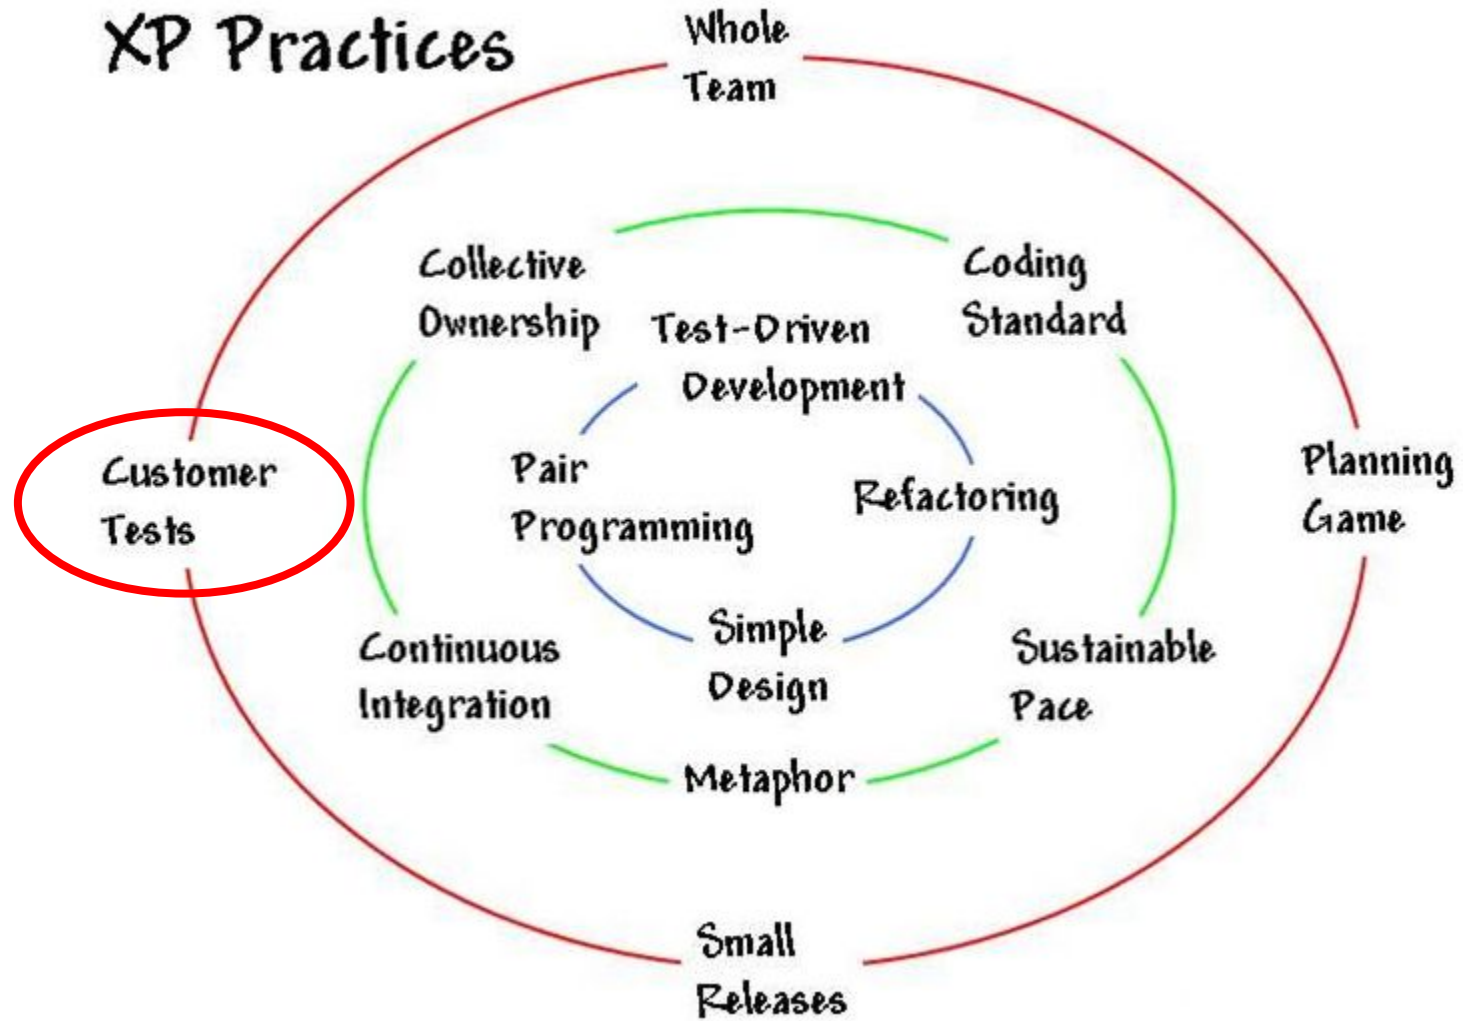 XP Practices
Whole
Team
Collective
Ownership
Coding
Standard
Test-Driven
Development
Customer
Tests
Pair
Programming
Refactoring
Planning
Game
Continuous
Integration
Simple
Design
Sustainable
Pace
Metaphor
Small
Releases